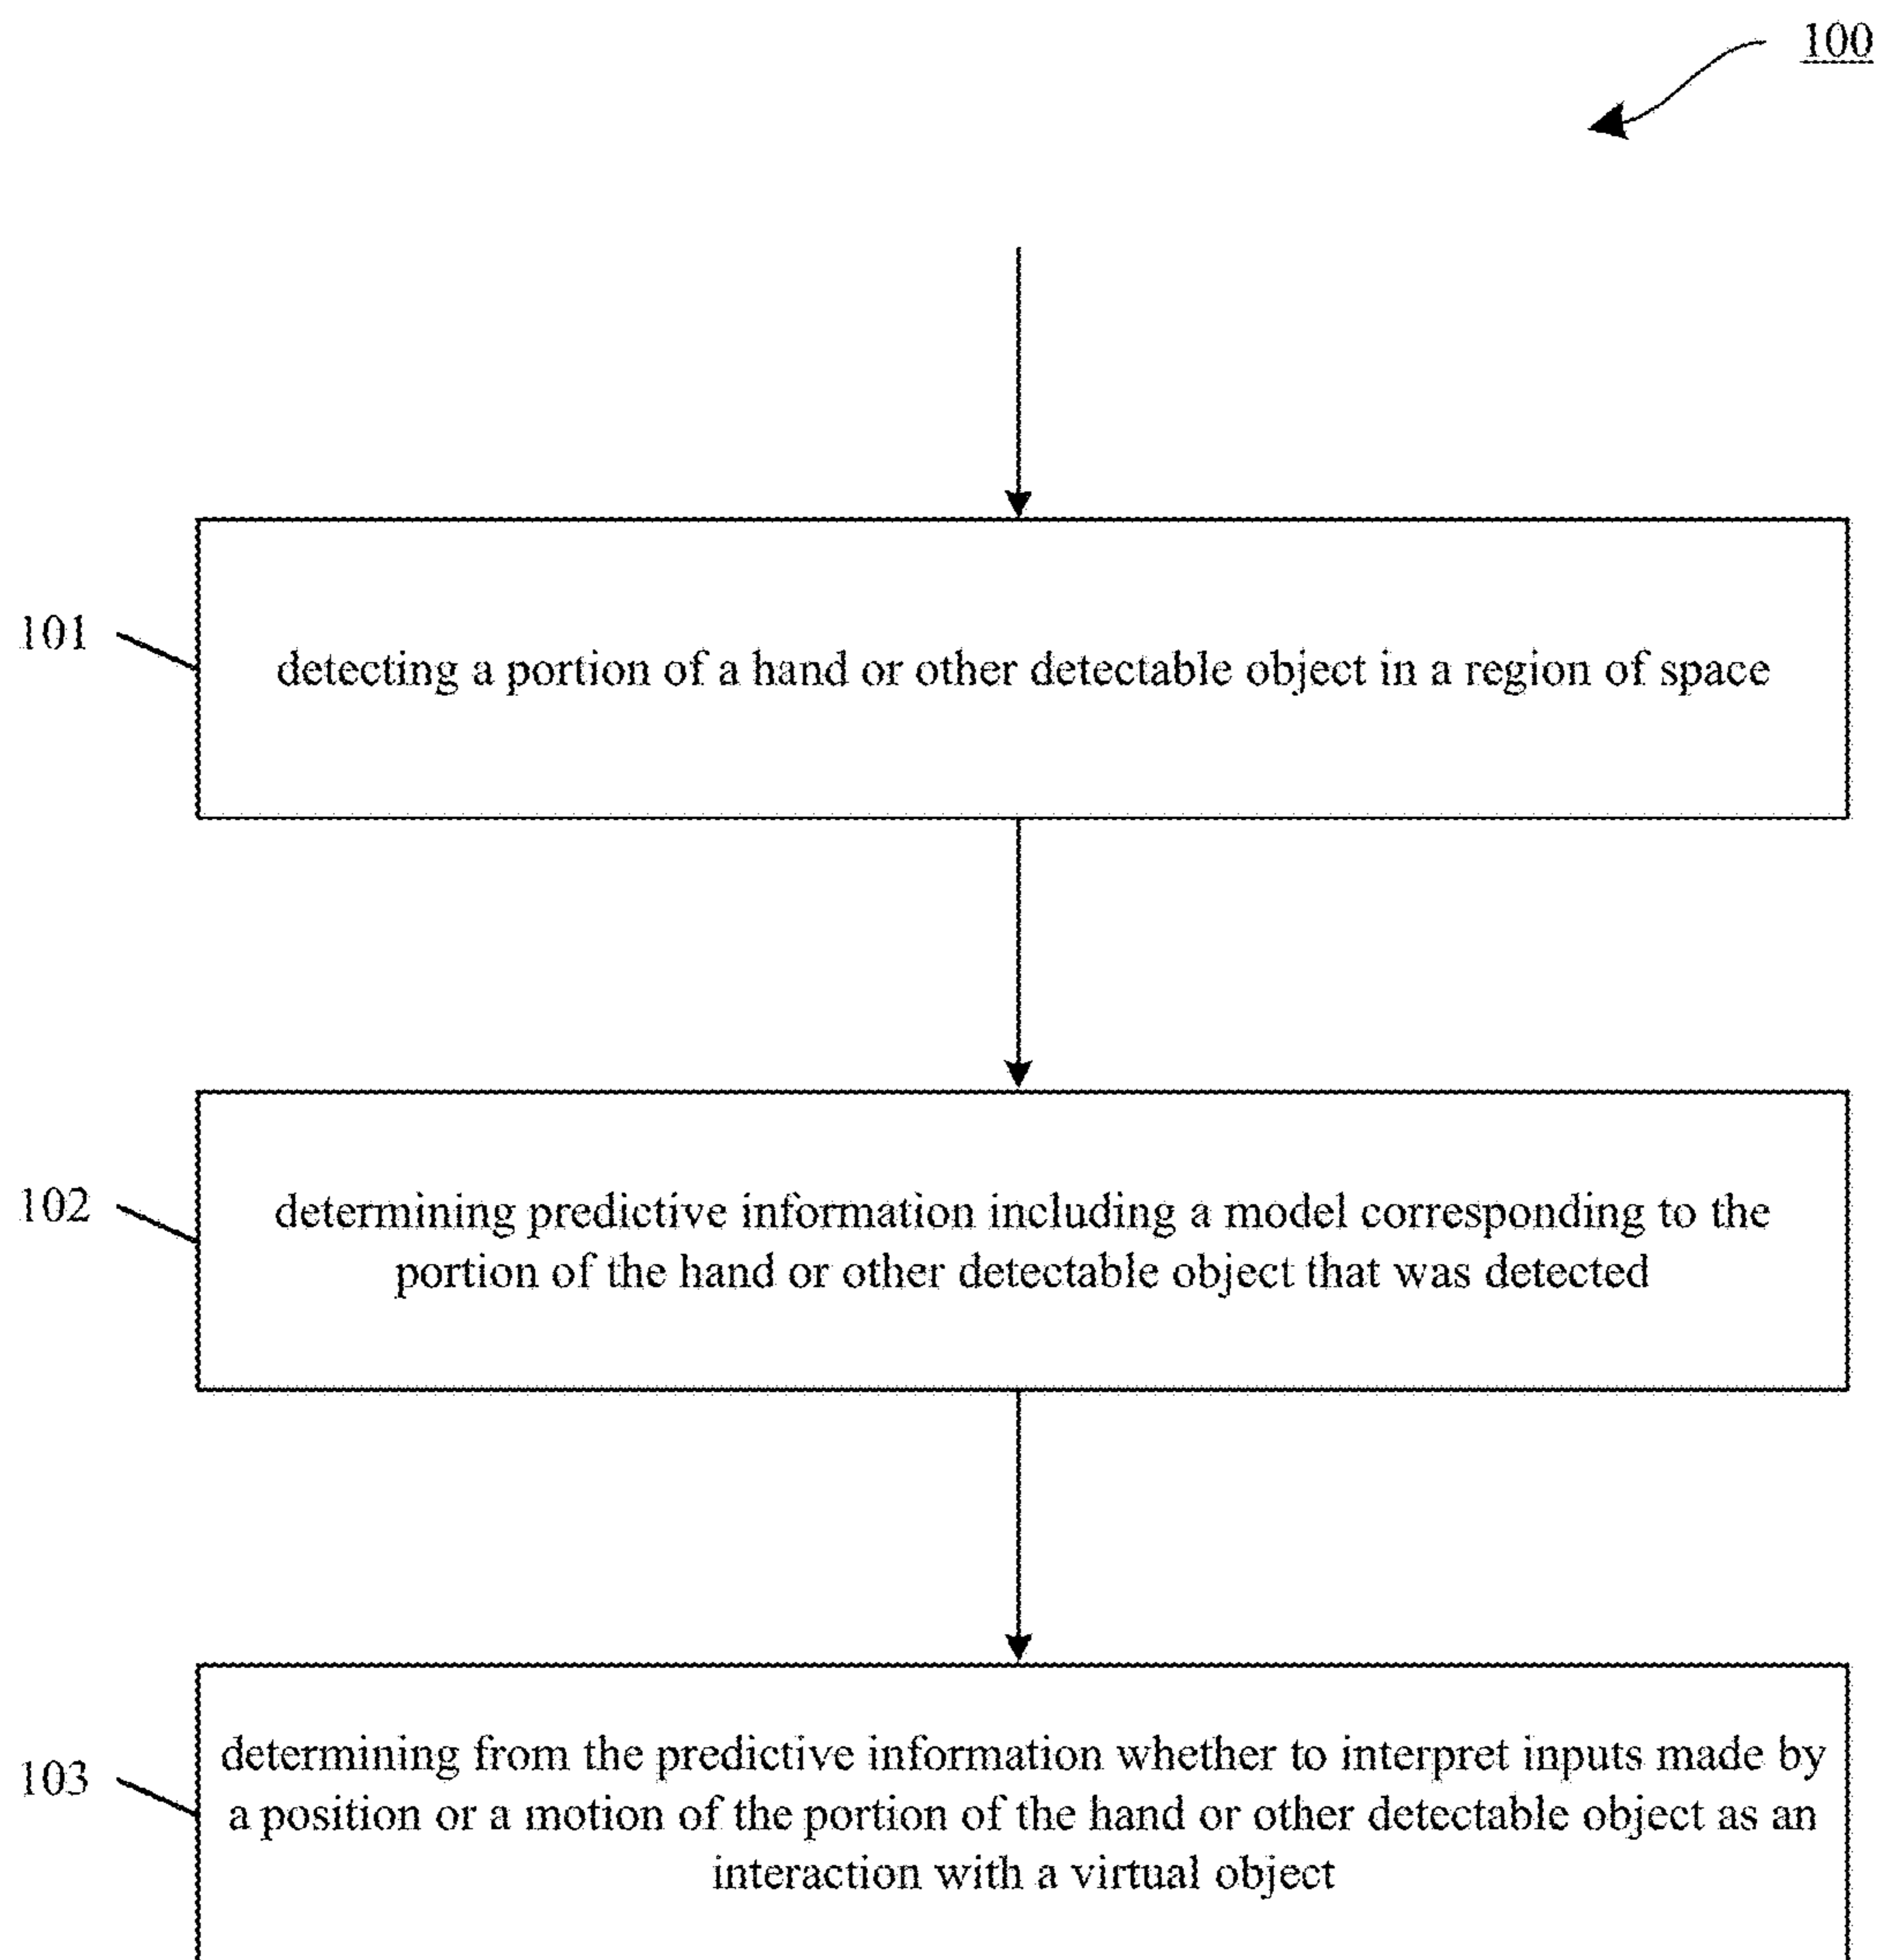 100
101
detecting a portion of a hand or other detectable object in a region of space
102
determining predictive information including a model corresponding to the
portion of the hand or other detectable object that was detected
103
determining from the predictive information whether to interpret inputs made by
a position or a motion of the portion of the hand or other detectable object as an
interaction with a virtual object